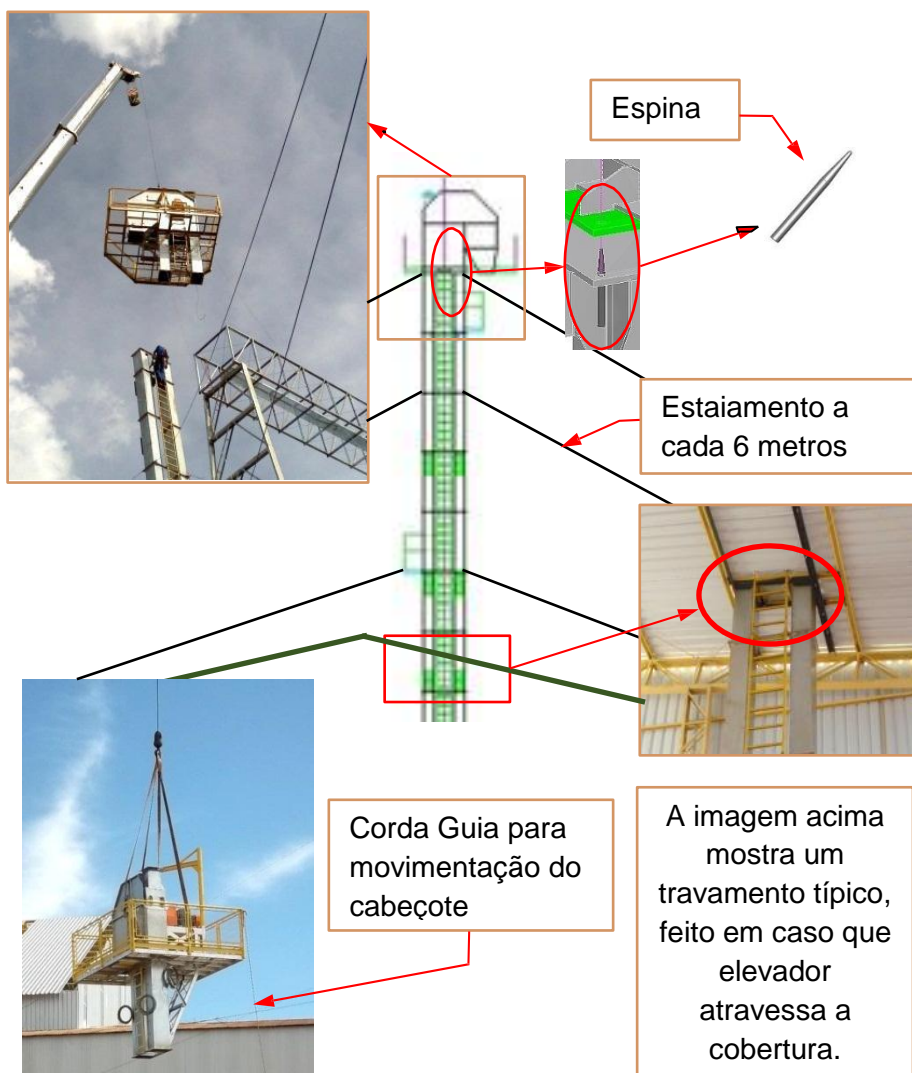 Espina
Estaiamento a
cada 6 metros
Corda Guia para
movimentação do
cabeçote
A imagem acima
mostra um
travamento típico,
feito em caso que
elevador
atravessa a
cobertura.